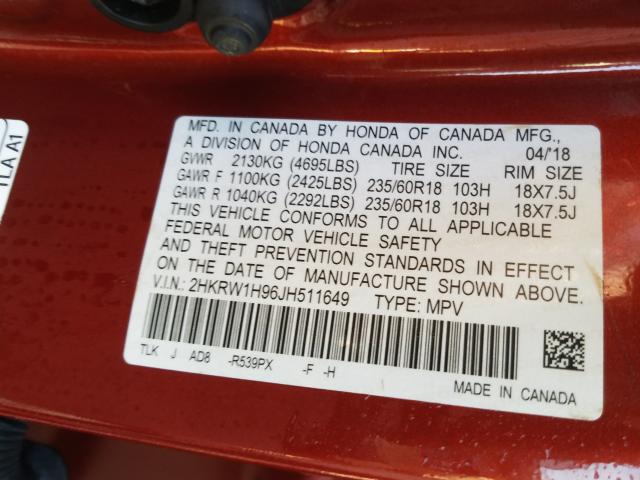 MFD. IN CANADA BY HONDA OF CANADA MFG.,
A DIVISION OF HONDA CANADA INC. 04/'18
GVWR 2130KG (4695LBS) TIRE SIZE RIM SIZE
GAWR F 1100KG (2425LBS) 235/60R18 103H 18X7.5J
GAWR R 1040KG (2292LBS) 235/60R18 103H 18X7.5J
THIS VEHICLE CONFORMS TO ALL APPLICABLE
FEDERAL MOTOR VEHICLE SAFETY
AND THEFT PREVENTION STANDARDS IN EFFECT
ON THE DATE OF MANUFACTURE SHOWN ABOVE.
V.I.N.: 2HKRW1H96JH511649 TYPE: MPV
TLK J AD8 -R539PX -F -H
MADE IN CANADA
TLA A1